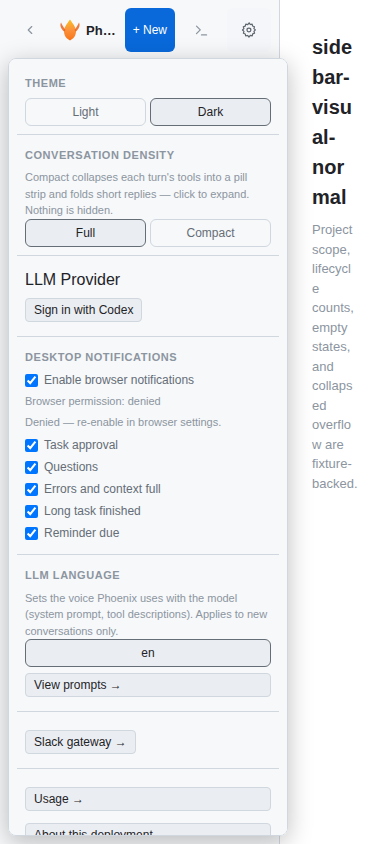 Ph...
+ New
THEME
Light
Dark
CONVERSATION DENSITY
Compact collapses each turn's tools into a pill
strip and folds short replies — click to expand.
Nothing is hidden.
Full
Compact
LLM Provider
Sign in with Codex
DESKTOP NOTIFICATIONS
Enable browser notifications
Browser permission: denied
Denied — re-enable in browser settings.
Task approval
Questions
Errors and context full
Long task finished
Reminder due
LLM LANGUAGE
Sets the voice Phoenix uses with the model
(system prompt, tool descriptions). Applies to new
conversations only.
en
View prompts →
Slack gateway →
Usage →
About this deployment
side
bar-
visu
al-
nor
mal
Project
scope,
lifecycl
e
counts,
empty
states,
and
collaps
ed
overflo
w are
fixture-
backed.